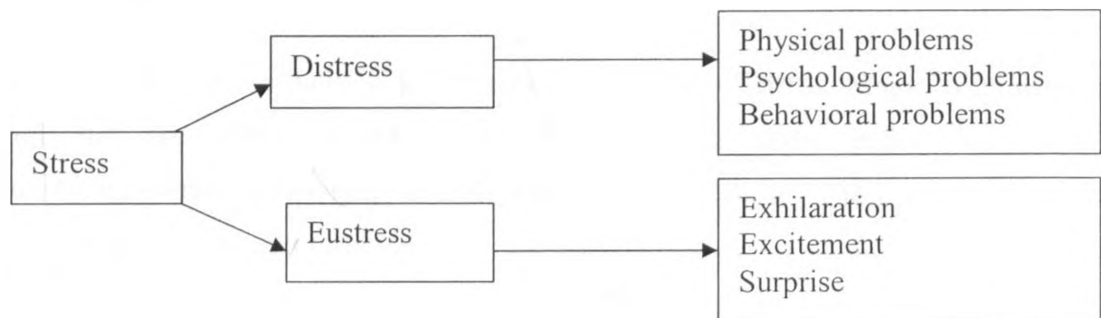 Distress
Physical problems
Psychological problems
Behavioral problems
Stress
Eustress
Exhilaration
Excitement
Surprise